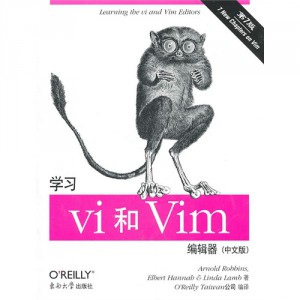 Learning the vi and Vim Editors
第7版
7 New Chapters on Vim
学习
vi 和 Vim
编辑器 (中文版)
Arnold Robbins,
Elbert Hannah & Linda Lamb 著
O'Reilly Taiwan公司 编译
O'REILLY
东南大学出版社